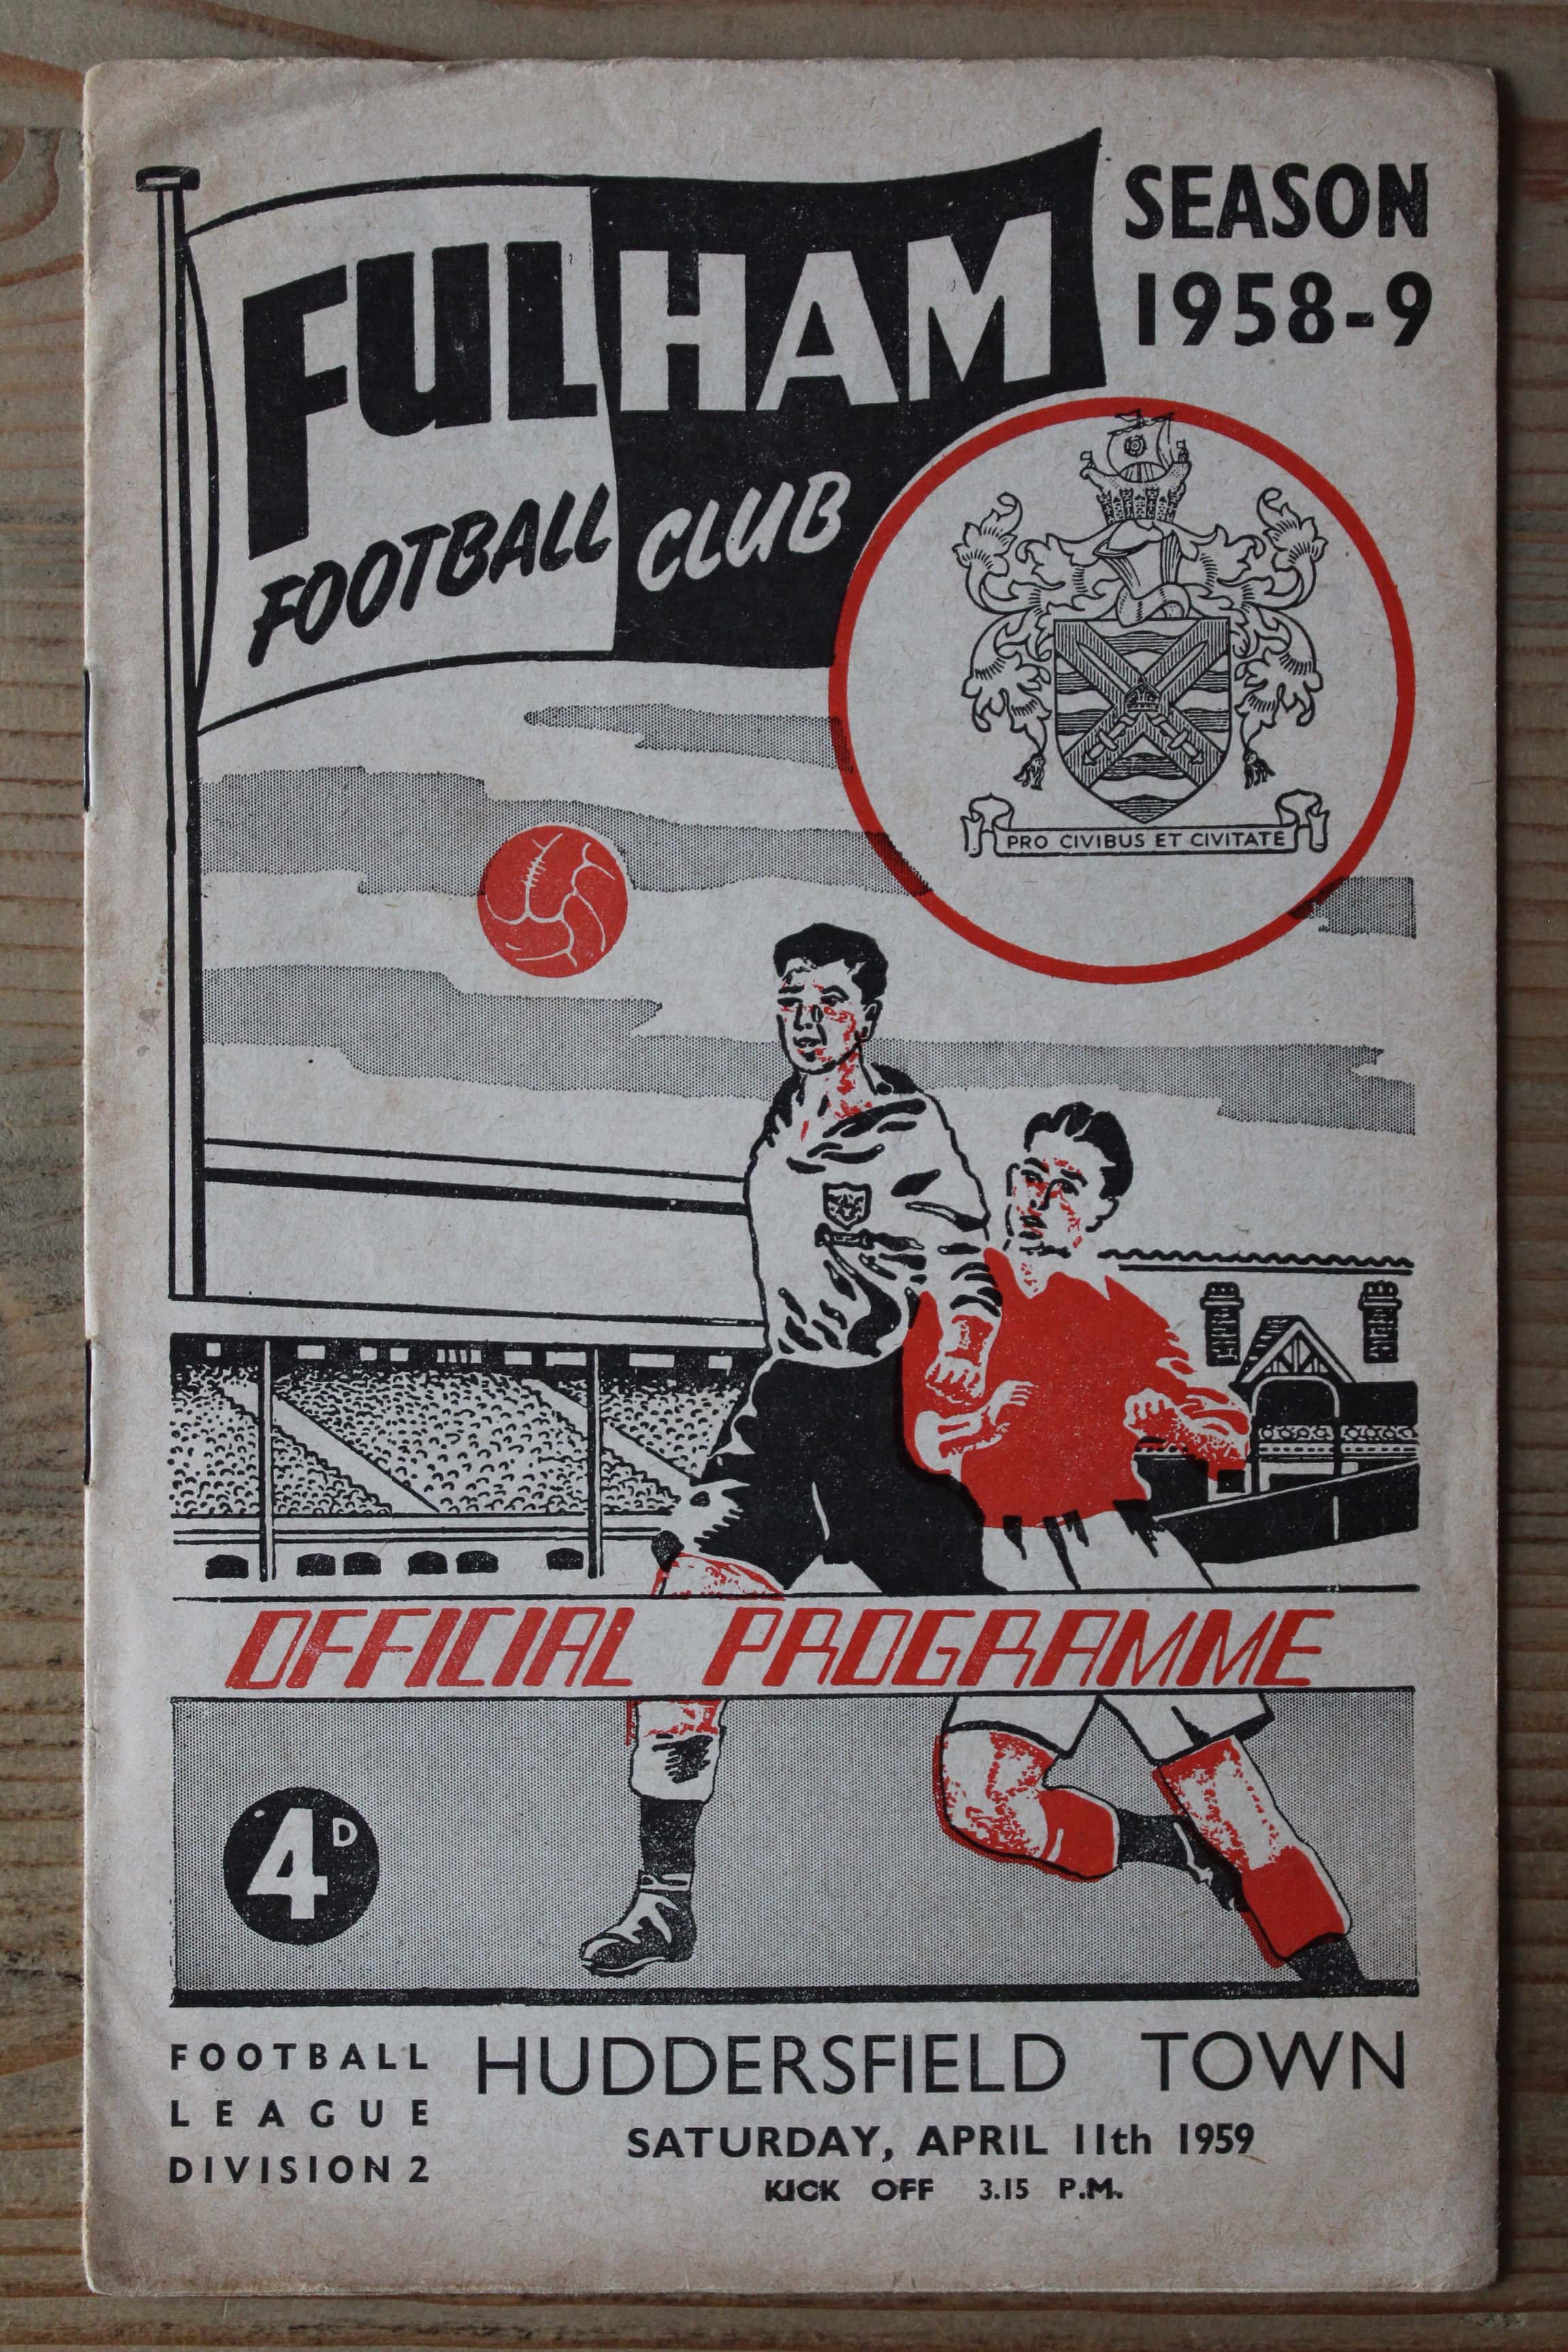 FULHAM
FOOTBALL CLUB
SEASON
1958-9
PRO CIVIBUS ET CIVITATE
OFFICIAL PROGRAMME
4D
FOOTBALL
LEAGUE
DIVISION 2
HUDDERSFIELD TOWN
SATURDAY, APRIL 11th 1959
KICK OFF 3.15 P.M.